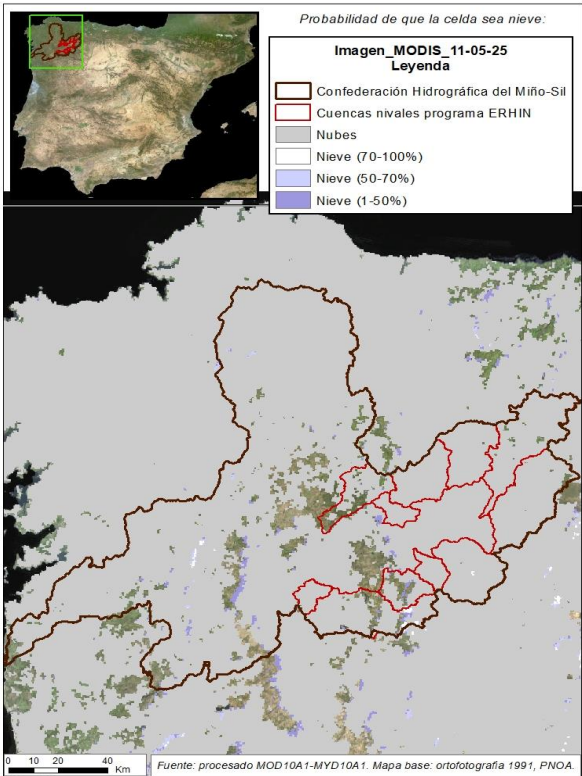 Probabilidad de que la celda sea nieve:
Imagen_MODIS_11-05-25
Leyenda
Confederación Hidrográfica del Miño-Sil
Cuencas nivales programa ERHIN
Nubes
Nieve (70-100%)
Nieve (50-70%)
Nieve (1-50%)
0 10 20 30 40
Km
Fuente: procesado MOD10A1-MYD10A1. Mapa base: ortofotografía 1991, PNOA.